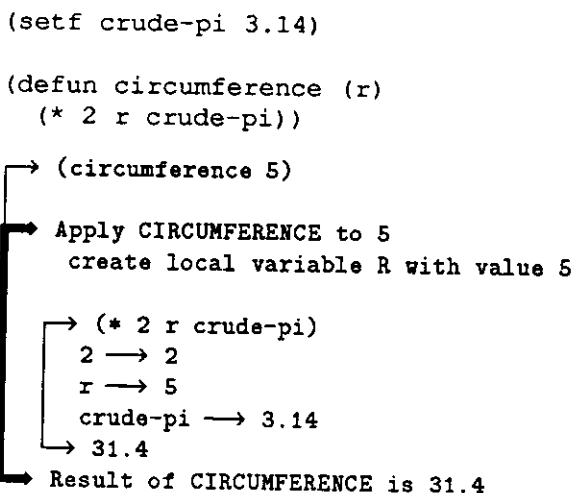 (setf crude-pi 3.14)
(defun circumference (r)
(* 2 r crude-pi))
→ (circumference 5)
→ Apply CIRCUMFERENCE to 5
create local variable R with value 5
→ (* 2 r crude-pi)
2 → 2
r → 5
crude-pi → 3.14
→ 31.4
→ Result of CIRCUMFERENCE is 31.4